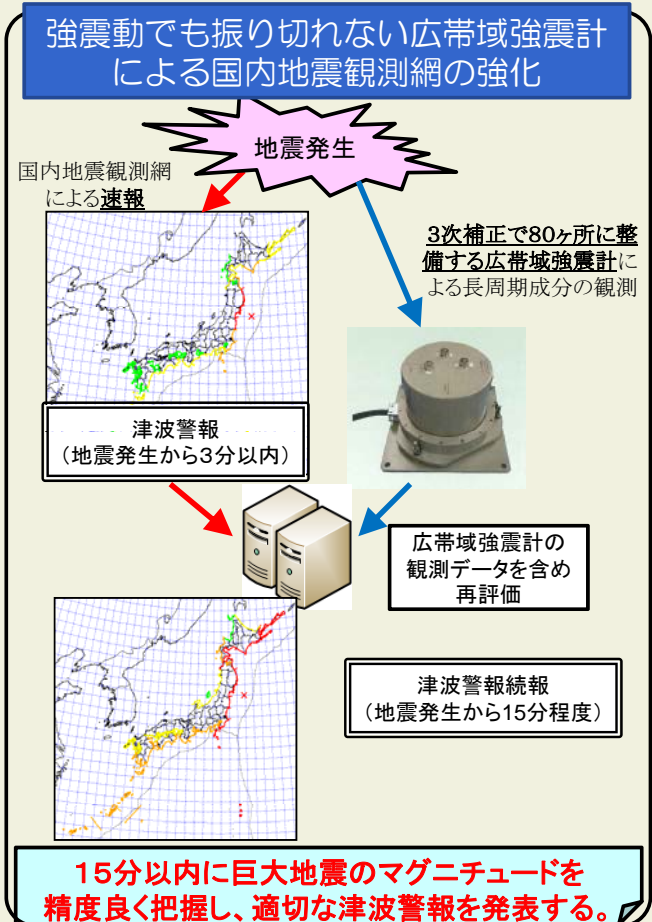 強震動でも振り切れない広帯域強震計
による国内地震観測網の強化
地震発生
国内地震観測網
による速報
3次補正で80ヶ所に整
備する広帯域強震計に
よる長周期成分の観測
津波警報
（地震発生から3分以内）
広帯域強震計の
観測データを含め
再評価
津波警報続報
（地震発生から15分程度）
15分以内に巨大地震のマグニチュードを
精度良く把握し、適切な津波警報を発表する。